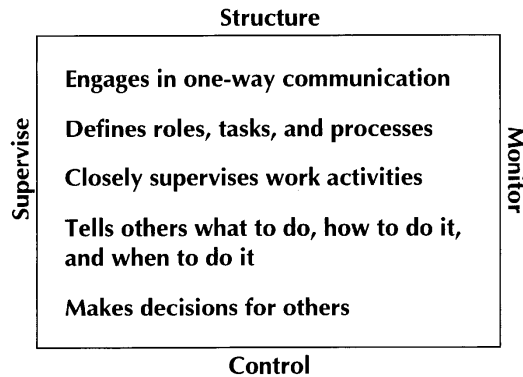 Structure
Supervise
Engages in one-way communication
Defines roles, tasks, and processes
Closely supervises work activities
Tells others what to do, how to do it,
and when to do it
Makes decisions for others
Monitor
Control